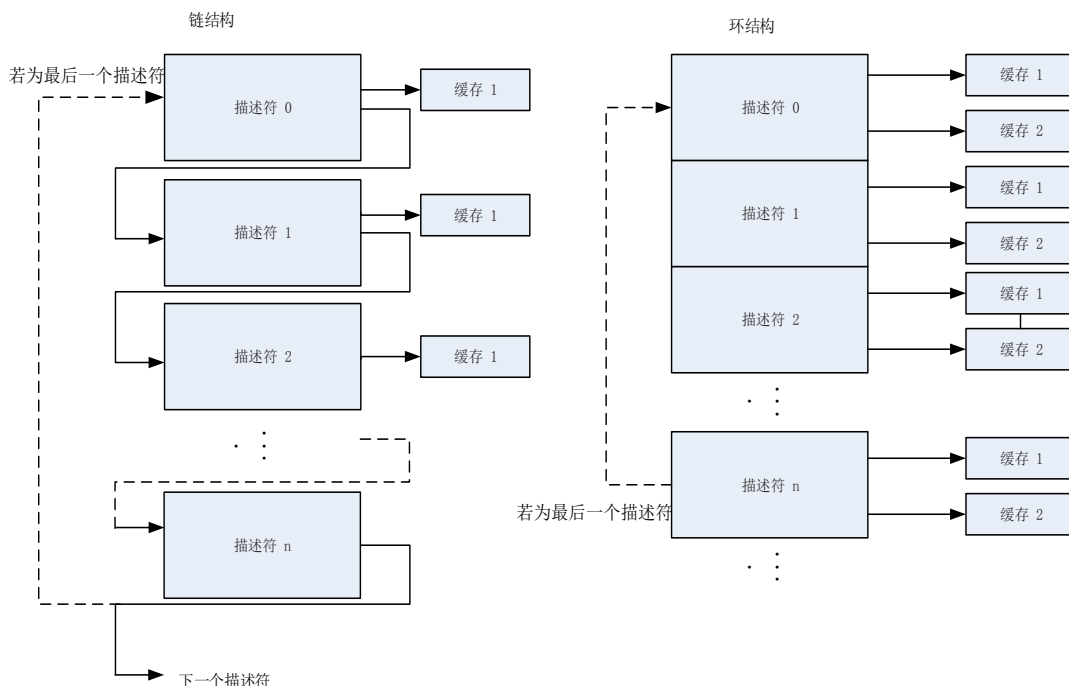 链结构
若为最后一个描述符
描述符 0
缓存 1
描述符 1
缓存 1
描述符 2
缓存 1
描述符 n
下一个描述符
环结构
描述符 0
缓存 1
缓存 2
描述符 1
缓存 1
缓存 2
描述符 2
缓存 1
缓存 2
描述符 n
缓存 1
缓存 2
若为最后一个描述符